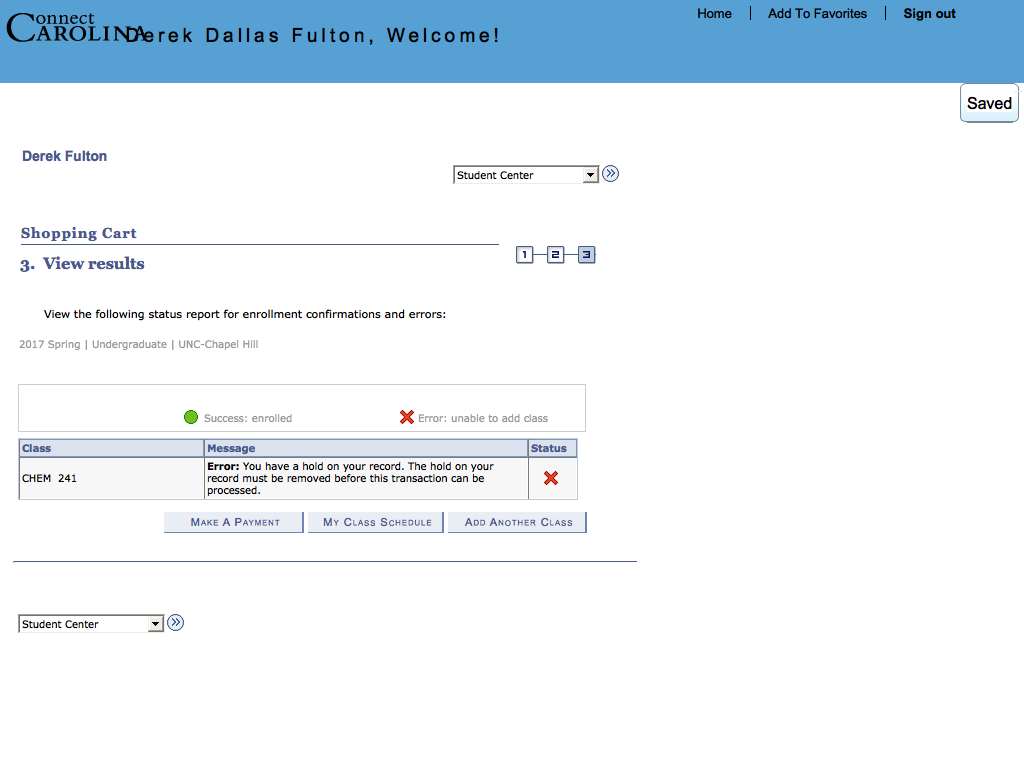 Connect
CAROLINA
Derek Dallas Fulton, Welcome!
Home
Add To Favorites
Sign out
Saved
Derek Fulton
Student Center
Shopping Cart
1 2 3
3. View results
View the following status report for enrollment confirmations and errors:
2017 Spring | Undergraduate | UNC-Chapel Hill
Success: enrolled
Error: unable to add class
Class Message Status
CHEM 241
Error: You have a hold on your record. The hold on your
record must be removed before this transaction can be
processed.
MAKE A PAYMENT
MY CLASS SCHEDULE
ADD ANOTHER CLASS
Student Center